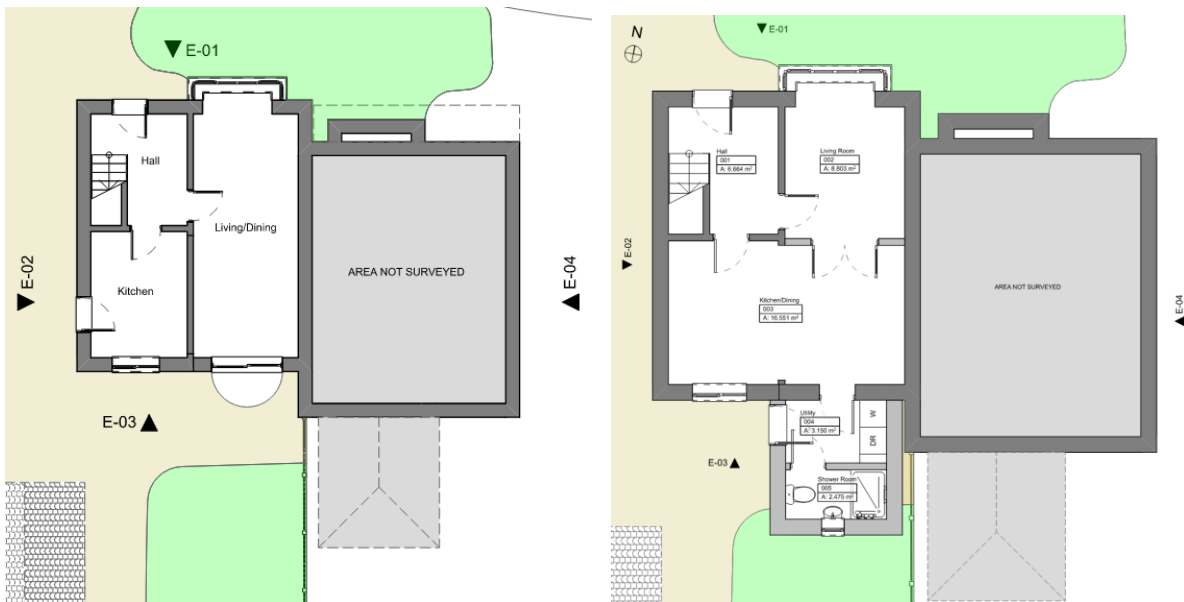 E-01
Hall
Living/Dining
E-02
Kitchen
AREA NOT SURVEYED
E-04
E-03
N
E-01
Hall
001
A: 6.664 m²
Living Room
002
A: 8.803 m²
E-02
Kitchen/Dining
003
A: 16.551 m²
AREA NOT SURVEYED
E-04
Utility
004
A: 3.150 m²
W
DR
E-03
Shower Room
005
A: 2.475 m²